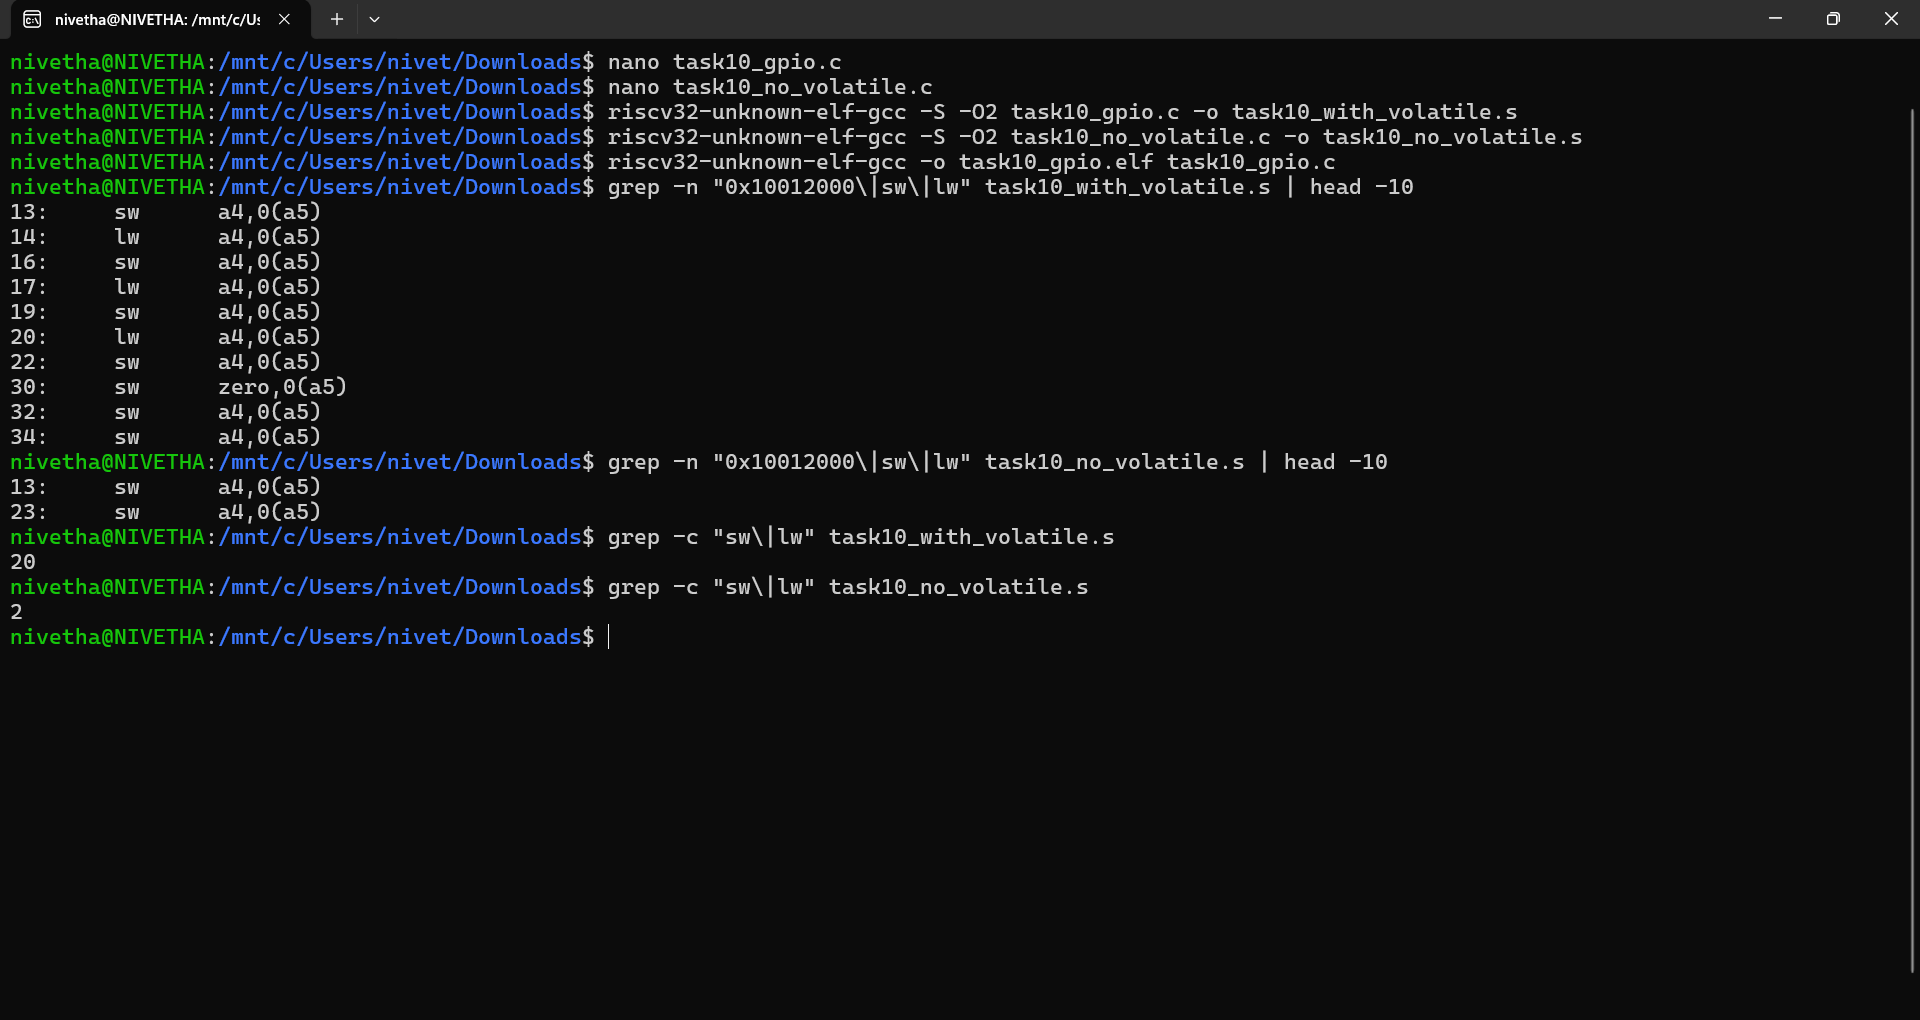 nivetha@NIVETHA: /mnt/c/Us
nivetha@NIVETHA:/mnt/c/Users/nivet/Downloads$ nano task10_gpio.c
nivetha@NIVETHA:/mnt/c/Users/nivet/Downloads$ nano task10_no_volatile.c
nivetha@NIVETHA:/mnt/c/Users/nivet/Downloads$ riscv32-unknown-elf-gcc -S -O2 task10_gpio.c -o task10_with_volatile.s
nivetha@NIVETHA:/mnt/c/Users/nivet/Downloads$ riscv32-unknown-elf-gcc -S -O2 task10_no_volatile.c -o task10_no_volatile.s
nivetha@NIVETHA:/mnt/c/Users/nivet/Downloads$ riscv32-unknown-elf-gcc -o task10_gpio.elf task10_gpio.c
nivetha@NIVETHA:/mnt/c/Users/nivet/Downloads$ grep -n "0x10012000\|sw\|lw" task10_with_volatile.s | head -10
13:     sw      a4,0(a5)
14:     lw      a4,0(a5)
16:     sw      a4,0(a5)
17:     lw      a4,0(a5)
19:     sw      a4,0(a5)
20:     lw      a4,0(a5)
22:     sw      a4,0(a5)
30:     sw      zero,0(a5)
32:     sw      a4,0(a5)
34:     sw      a4,0(a5)
nivetha@NIVETHA:/mnt/c/Users/nivet/Downloads$ grep -n "0x10012000\|sw\|lw" task10_no_volatile.s | head -10
13:     sw      a4,0(a5)
23:     sw      a4,0(a5)
nivetha@NIVETHA:/mnt/c/Users/nivet/Downloads$ grep -c "sw\|lw" task10_with_volatile.s
20
nivetha@NIVETHA:/mnt/c/Users/nivet/Downloads$ grep -c "sw\|lw" task10_no_volatile.s
2
nivetha@NIVETHA:/mnt/c/Users/nivet/Downloads$